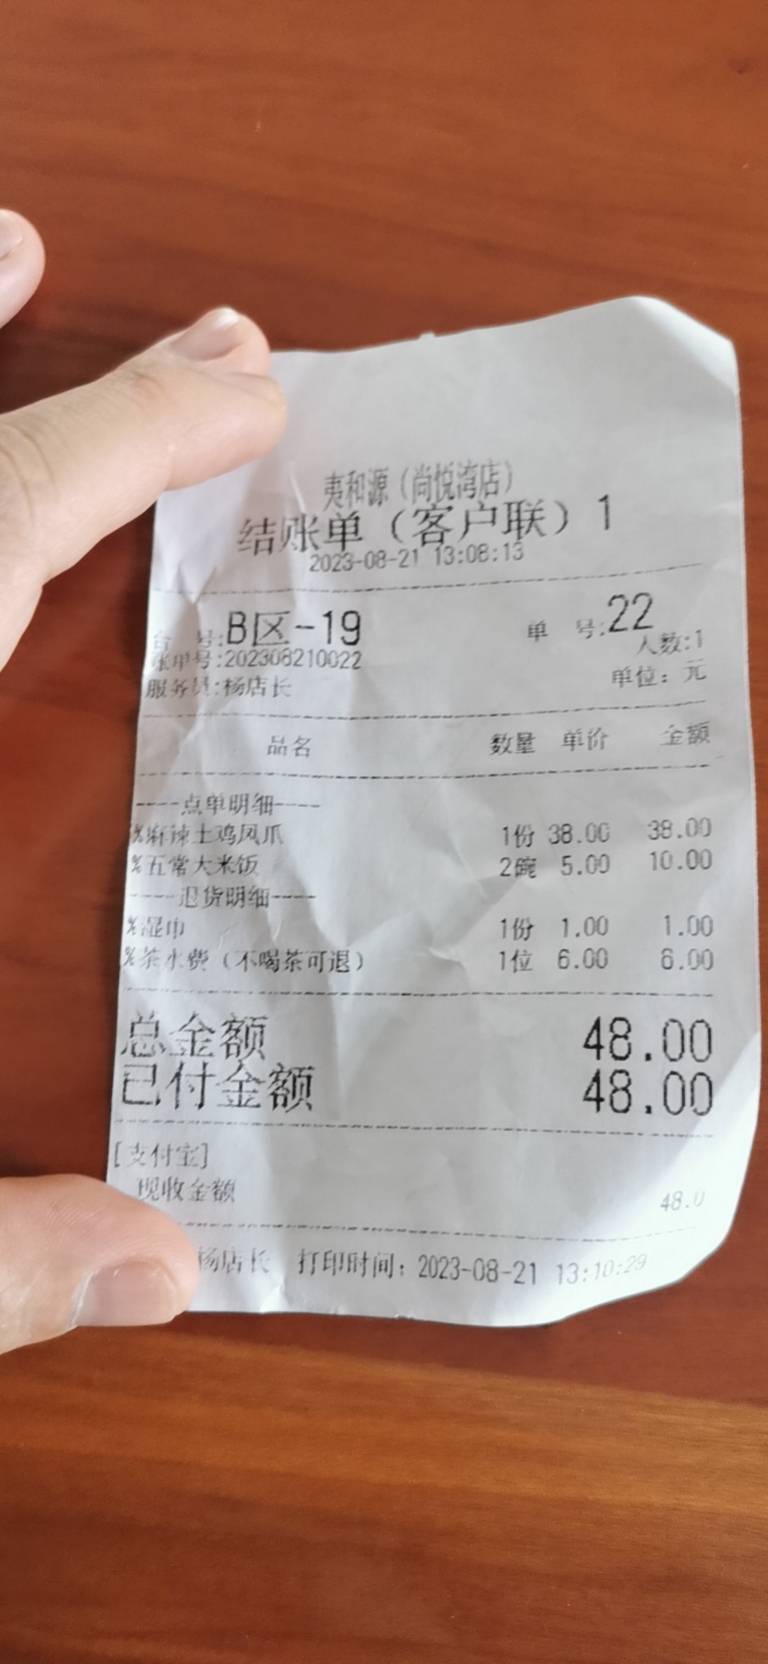 夷和源（尚悦湾店）
结账单（客户联）1
2023-08-21 13:08:13
台 号:B区-19 单 号:22
账单号:202308210022 人数:1
服务员:杨店长 单位：元
品名 数量 单价 金额
----点单明细----
%麻辣土鸡凤爪 1份 38.00 38.00
%五常大米饭 2碗 5.00 10.00
----退货明细----
%湿巾 1份 1.00 1.00
%茶水费（不喝茶可退） 1位 6.00 6.00
总金额 48.00
已付金额 48.00
[支付宝]
现收金额 48.0
杨店长 打印时间：2023-08-21 13:10:29